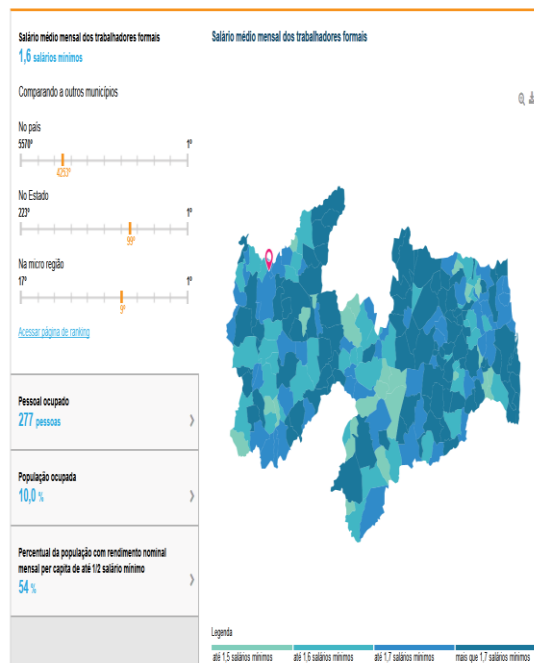 Salário médio mensal dos trabalhadores formais
1,6 salários mínimos
Comparando a outros municípios
No país
5570º
1º
4253º
No Estado
223º
1º
99º
Na micro região
17º
1º
9º
Acessar página de ranking
Pessoal ocupado
277 pessoas
População ocupada
10,0 %
Percentual da população com rendimento nominal
mensal per capita de até 1/2 salário mínimo
54 %
Salário médio mensal dos trabalhadores formais
Legenda
até 1,5 salários mínimos
até 1,6 salários mínimos
até 1,7 salários mínimos
mais que 1,7 salários mínimos